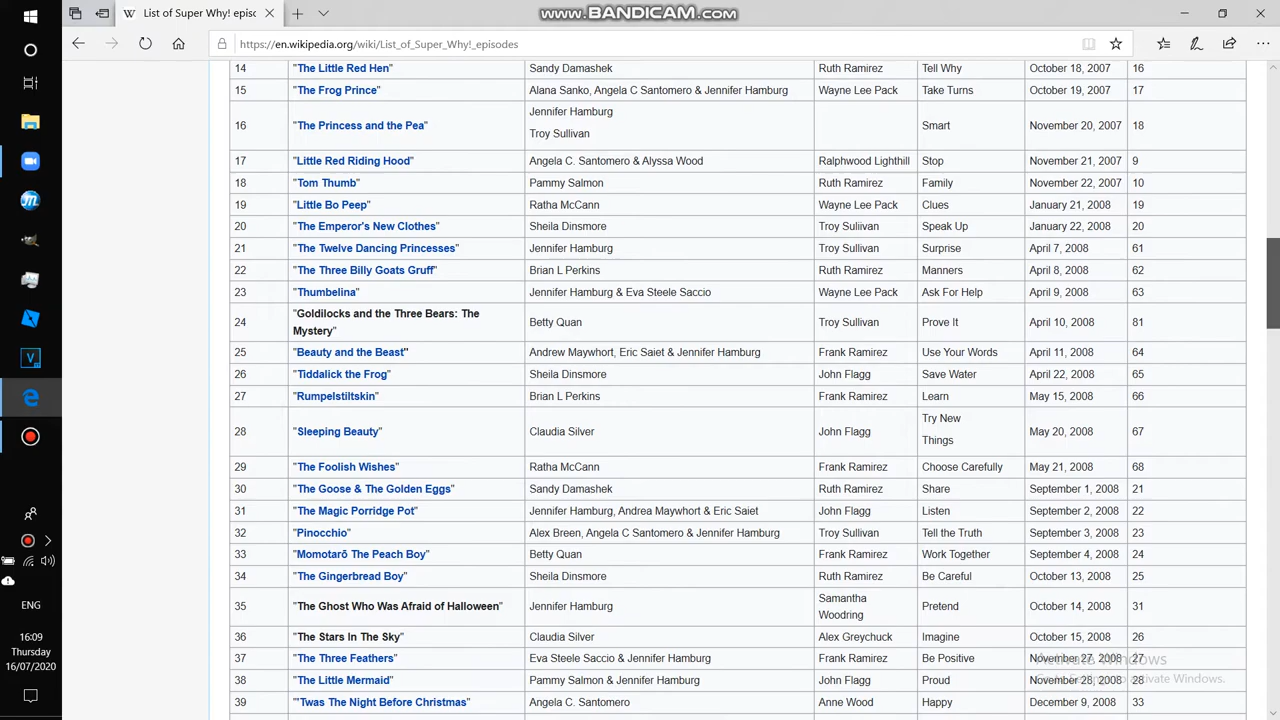 WWW.BANDICAM.COM
List of Super Why! episo
https://en.wikipedia.org/wiki/List_of_Super_Why!_episodes
14 "The Little Red Hen" Sandy Damashek Ruth Ramirez Tell Why October 18, 2007 16
15 "The Frog Prince" Alana Sanko, Angela C Santomero & Jennifer Hamburg Wayne Lee Pack Take Turns October 19, 2007 17
16 "The Princess and the Pea" Jennifer Hamburg Troy Sullivan Smart November 20, 2007 18
17 "Little Red Riding Hood" Angela C. Santomero & Alyssa Wood Ralphwood Lighthill Stop November 21, 2007 9
18 "Tom Thumb" Pammy Salmon Ruth Ramirez Family November 22, 2007 10
19 "Little Bo Peep" Ratha McCann Wayne Lee Pack Clues January 21, 2008 19
20 "The Emperor's New Clothes" Sheila Dinsmore Troy Suliivan Speak Up January 22, 2008 20
21 "The Twelve Dancing Princesses" Jennifer Hamburg Troy Sullivan Surprise April 7, 2008 61
22 "The Three Billy Goats Gruff" Brian L Perkins Ruth Ramirez Manners April 8, 2008 62
23 "Thumbelina" Jennifer Hamburg & Eva Steele Saccio Wayne Lee Pack Ask For Help April 9, 2008 63
24 "Goldilocks and the Three Bears: The Mystery" Betty Quan Troy Sullivan Prove It April 10, 2008 81
25 "Beauty and the Beast" Andrew Maywhort, Eric Saiet & Jennifer Hamburg Frank Ramirez Use Your Words April 11, 2008 64
26 "Tiddalick the Frog" Sheila Dinsmore John Flagg Save Water April 22, 2008 65
27 "Rumpelstiltskin" Brian L Perkins Frank Ramirez Learn May 15, 2008 66
28 "Sleeping Beauty" Claudia Silver John Flagg Try New Things May 20, 2008 67
29 "The Foolish Wishes" Ratha McCann Frank Ramirez Choose Carefully May 21, 2008 68
30 "The Goose & The Golden Eggs" Sandy Damashek Ruth Ramirez Share September 1, 2008 21
31 "The Magic Porridge Pot" Jennifer Hamburg, Andrea Maywhort & Eric Saiet John Flagg Listen September 2, 2008 22
32 "Pinocchio" Alex Breen, Angela C Santomero & Jennifer Hamburg Troy Sullivan Tell the Truth September 3, 2008 23
33 "Momotarō The Peach Boy" Betty Quan Frank Ramirez Work Together September 4, 2008 24
34 "The Gingerbread Boy" Sheila Dinsmore Ruth Ramirez Be Careful October 13, 2008 25
35 "The Ghost Who Was Afraid of Halloween" Jennifer Hamburg Samantha Woodring Pretend October 14, 2008 31
36 "The Stars In The Sky" Claudia Silver Alex Greychuck Imagine October 15, 2008 26
37 "The Three Feathers" Eva Steele Saccio & Jennifer Hamburg Frank Ramirez Be Positive November 27, 2008 27
38 "The Little Mermaid" Pammy Salmon & Jennifer Hamburg John Flagg Proud November 28, 2008 28
39 "'Twas The Night Before Christmas" Angela C. Santomero Anne Wood Happy December 9, 2008 33
Activate Windows
Activate Windows.
ENG
16:09
Thursday
16/07/2020